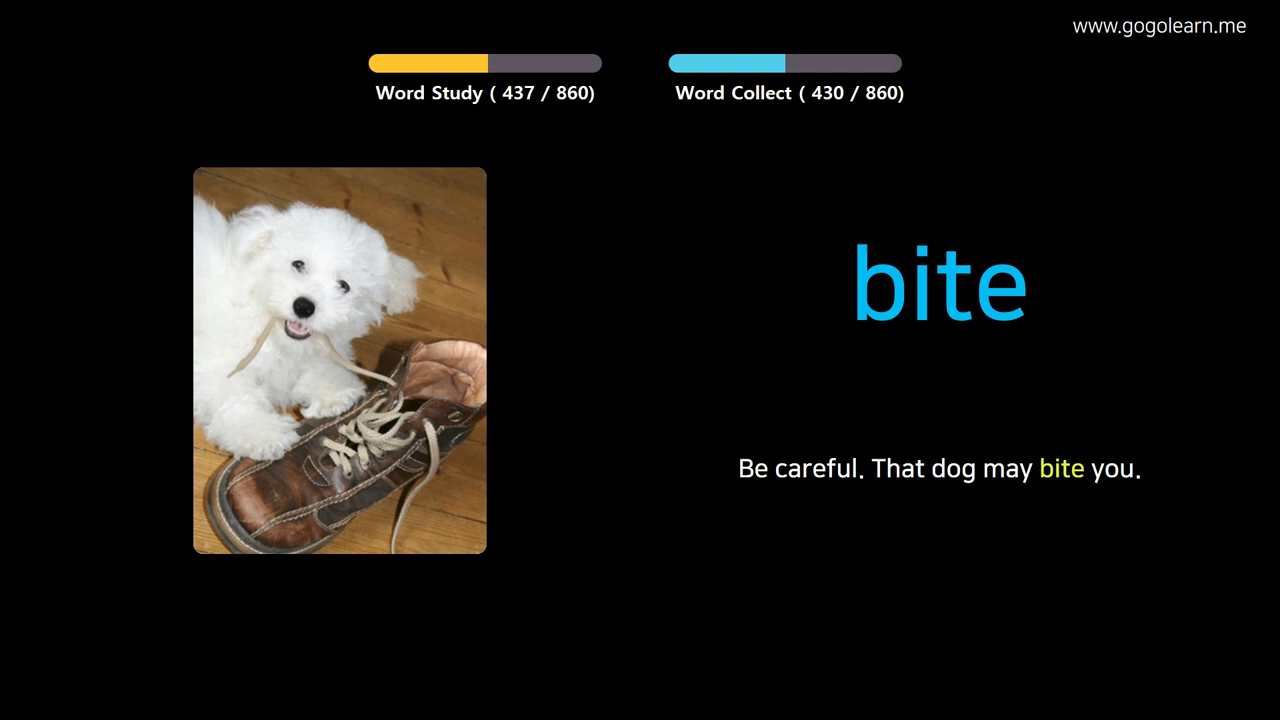 www.gogolearn.me
Word Study ( 437 / 860)
Word Collect ( 430 / 860)
bite
Be careful. That dog may bite you.